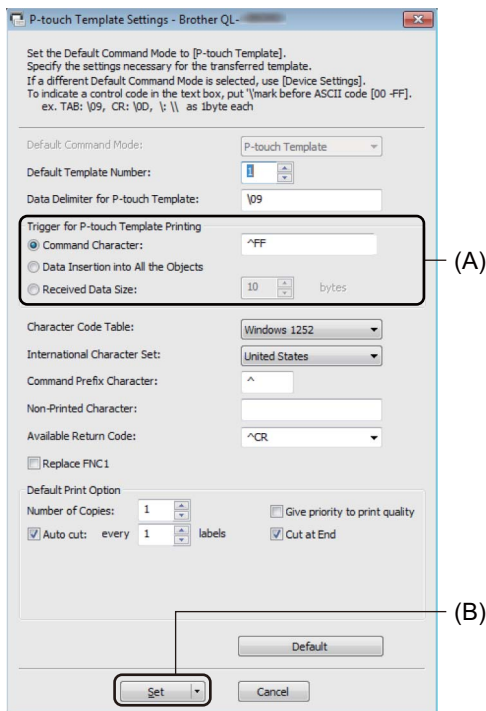 P-touch Template Settings - Brother QL-
Set the Default Command Mode to [P-touch Template].
Specify the settings necessary for the transferred template.
If a different Default Command Mode is selected, use [Device Settings].
To indicate a control code in the text box, put '\'mark before ASCII code [00 -FF].
ex. TAB: \09, CR: \0D, \: \\ as 1byte each
Default Command Mode: P-touch Template
Default Template Number: 1
Data Delimiter for P-touch Template: \09
Trigger for P-touch Template Printing
Command Character: ^FF
(A)
Data Insertion into All the Objects
Received Data Size: 10 bytes
Character Code Table: Windows 1252
International Character Set: United States
Command Prefix Character: ^
Non-Printed Character:
Available Return Code: ^CR
Replace FNC1
Default Print Option
Number of Copies: 1 Give priority to print quality
Auto cut: every 1 labels Cut at End
(B)
Default
Set Cancel